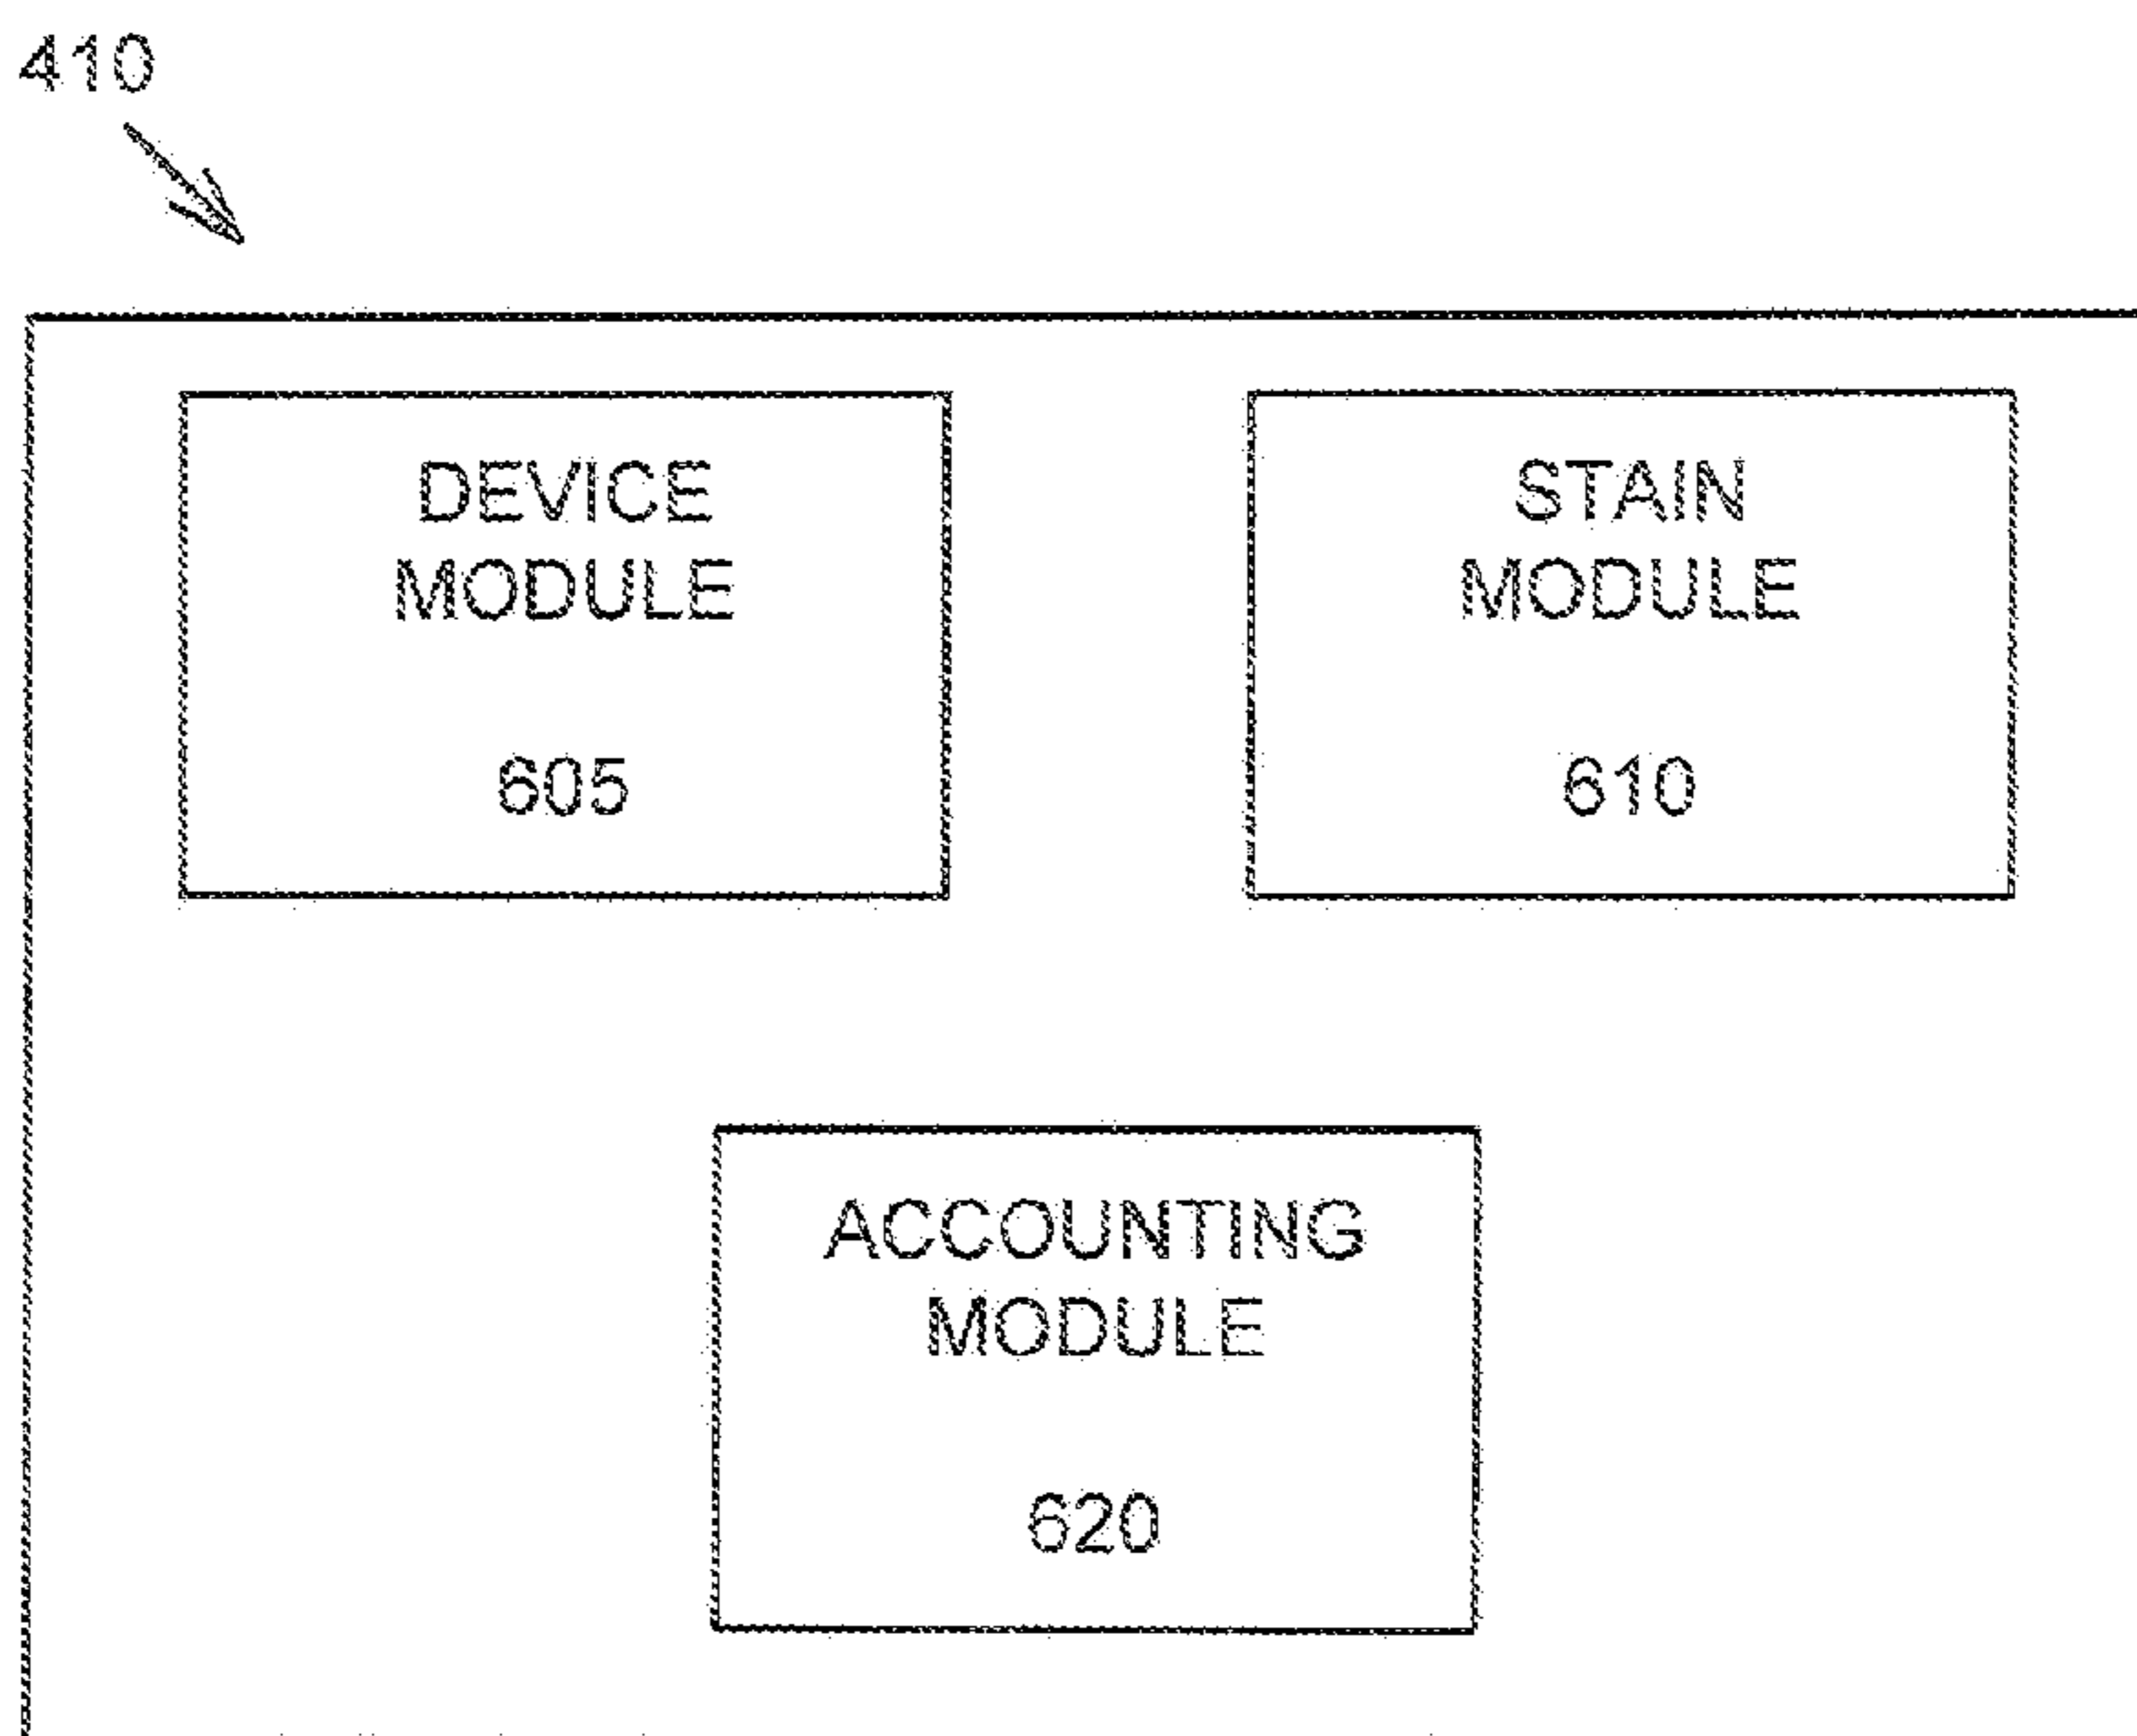 410
DEVICE
MODULE
605
STAIN
MODULE
610
ACCOUNTING
MODULE
620